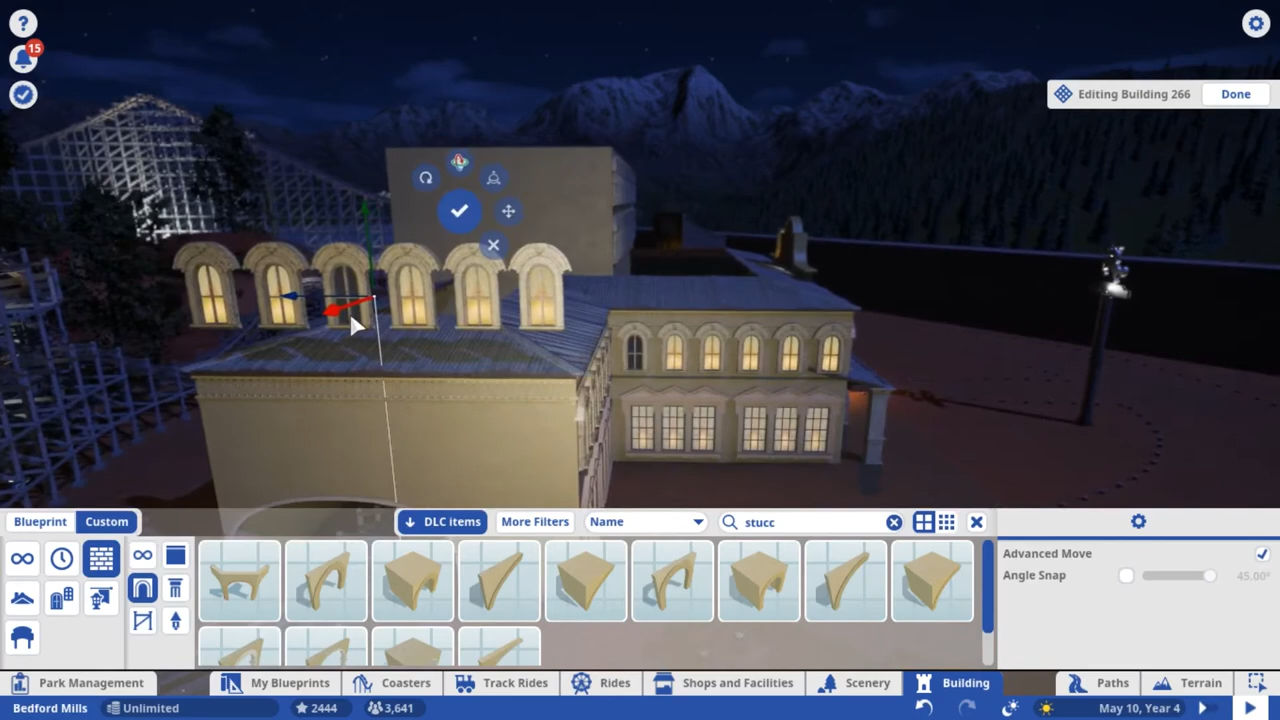 15
Editing Building 266
Done
Blueprint
Custom
DLC items
More Filters
Name
stucc
Advanced Move
Angle Snap
45.00°
Park Management
My Blueprints
Coasters
Track Rides
Rides
Shops and Facilities
Scenery
Building
Paths
Terrain
Bedford Mills
Unlimited
2444
3,641
May 10, Year 4